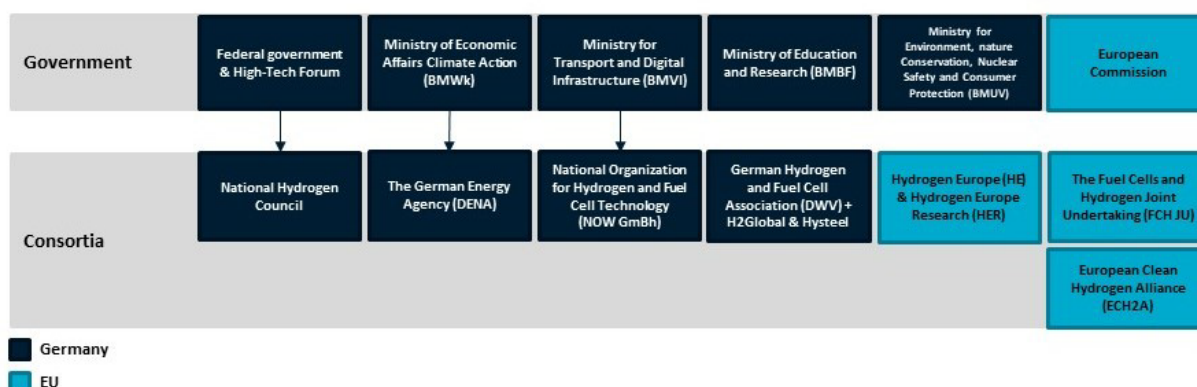 Government
Federal government
& High-Tech Forum
Ministry of Economic
Affairs Climate Action
(BMWk)
Ministry for
Transport and Digital
Infrastructure (BMVI)
Ministry of Education
and Research (BMBF)
Ministry for
Environment, nature
Conservation, Nuclear
Safety and Consumer
Protection (BMUV)
European
Commission
Consortia
National Hydrogen
Council
The German Energy
Agency (DENA)
National Organization
for Hydrogen and Fuel
Cell Technology
(NOW GmBh)
German Hydrogen
and Fuel Cell
Association (DWV) +
H2Global & Hysteel
Hydrogen Europe (HE)
& Hydrogen Europe
Research (HER)
The Fuel Cells and
Hydrogen Joint
Undertaking (FCH JU)
European Clean
Hydrogen Alliance
(ECH2A)
Germany
EU